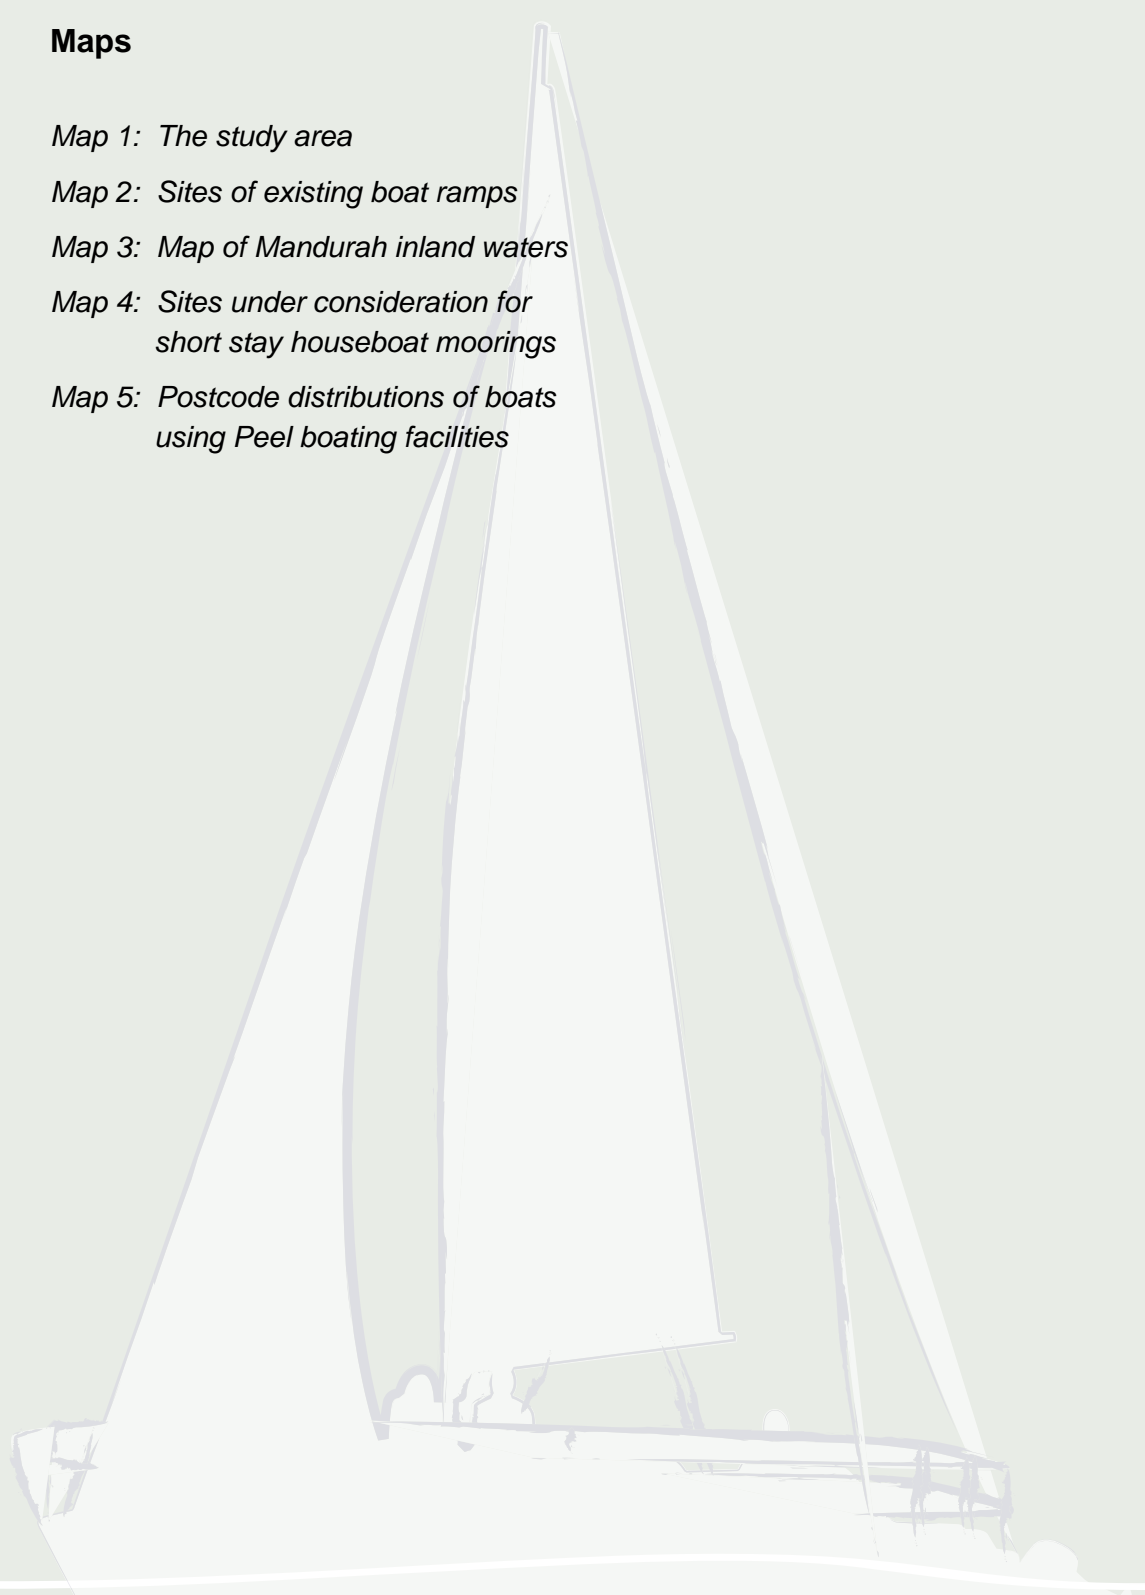 Maps
Map 1: The study area
Map 2: Sites of existing boat ramps
Map 3: Map of Mandurah inland waters
Map 4: Sites under consideration for
short stay houseboat moorings
Map 5: Postcode distributions of boats
using Peel boating facilities